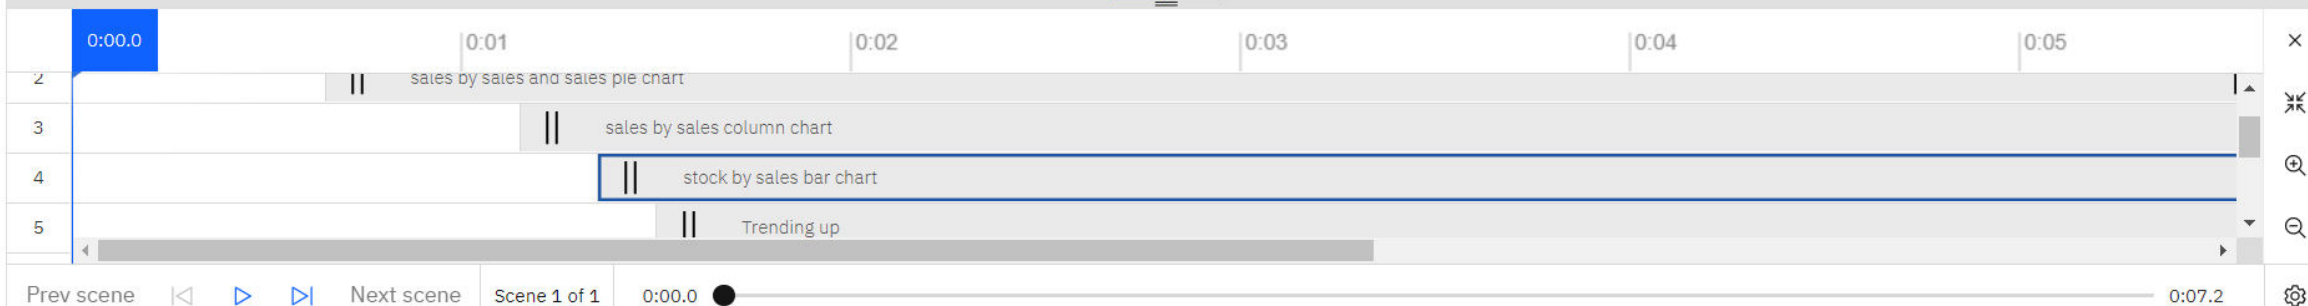 0:00.0 0:01 0:02 0:03 0:04 0:05
2 sales by sales and sales pie chart
3 sales by sales column chart
4 stock by sales bar chart
5 Trending up
Prev scene Next scene Scene 1 of 1 0:00.0 0:07.2